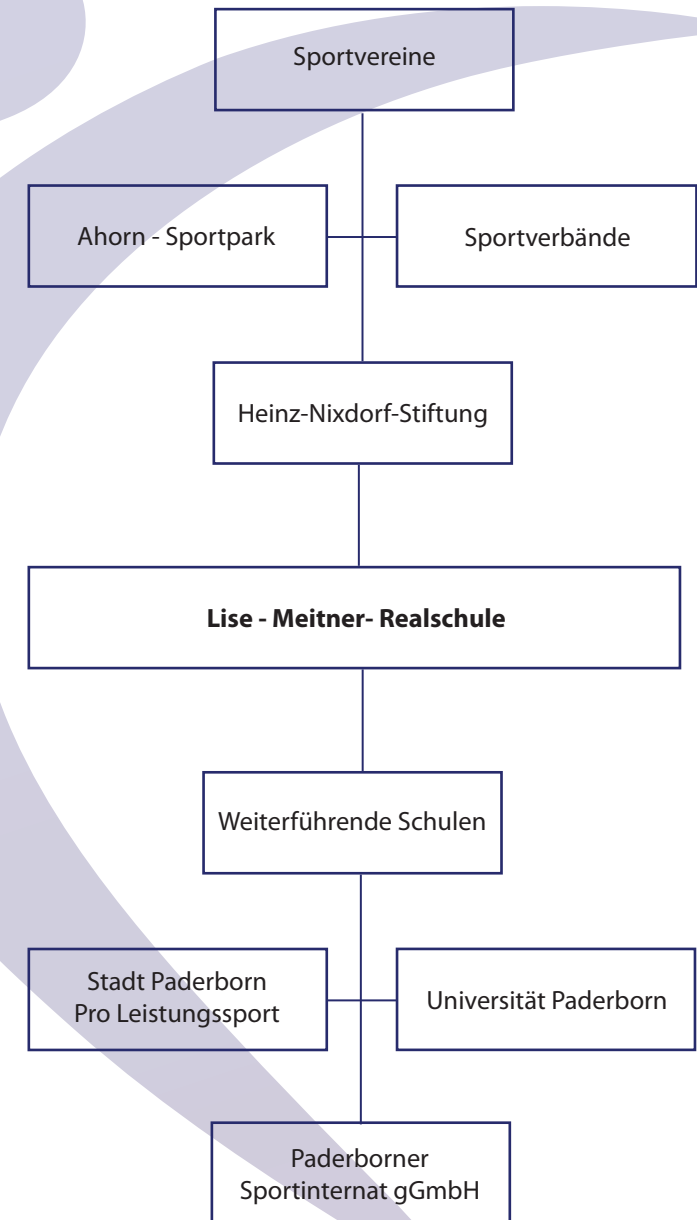 Sportvereine
Ahorn - Sportpark
Sportverbände
Heinz-Nixdorf-Stiftung
Lise - Meitner- Realschule
Weiterführende Schulen
Stadt Paderborn
Pro Leistungssport
Universität Paderborn
Paderborner
Sportinternat gGmbH